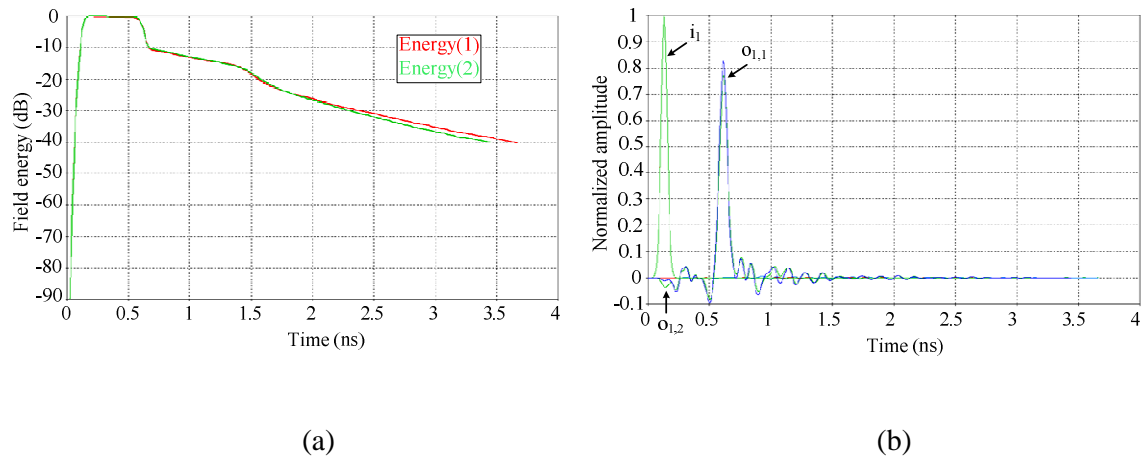 0
-10
-20
-30
-40
-50
-60
-70
-80
-90
Field energy (dB)
Energy(1)
Energy(2)
0 0.5 1 1.5 2 2.5 3 3.5 4
Time (ns)
(a)
1
0.9
0.8
0.7
0.6
0.5
0.4
0.3
0.2
0.1
0
-0.1
Normalized amplitude
i1
o1,1
o1,2
0 0.5 1 1.5 2 2.5 3 3.5 4
Time (ns)
(b)